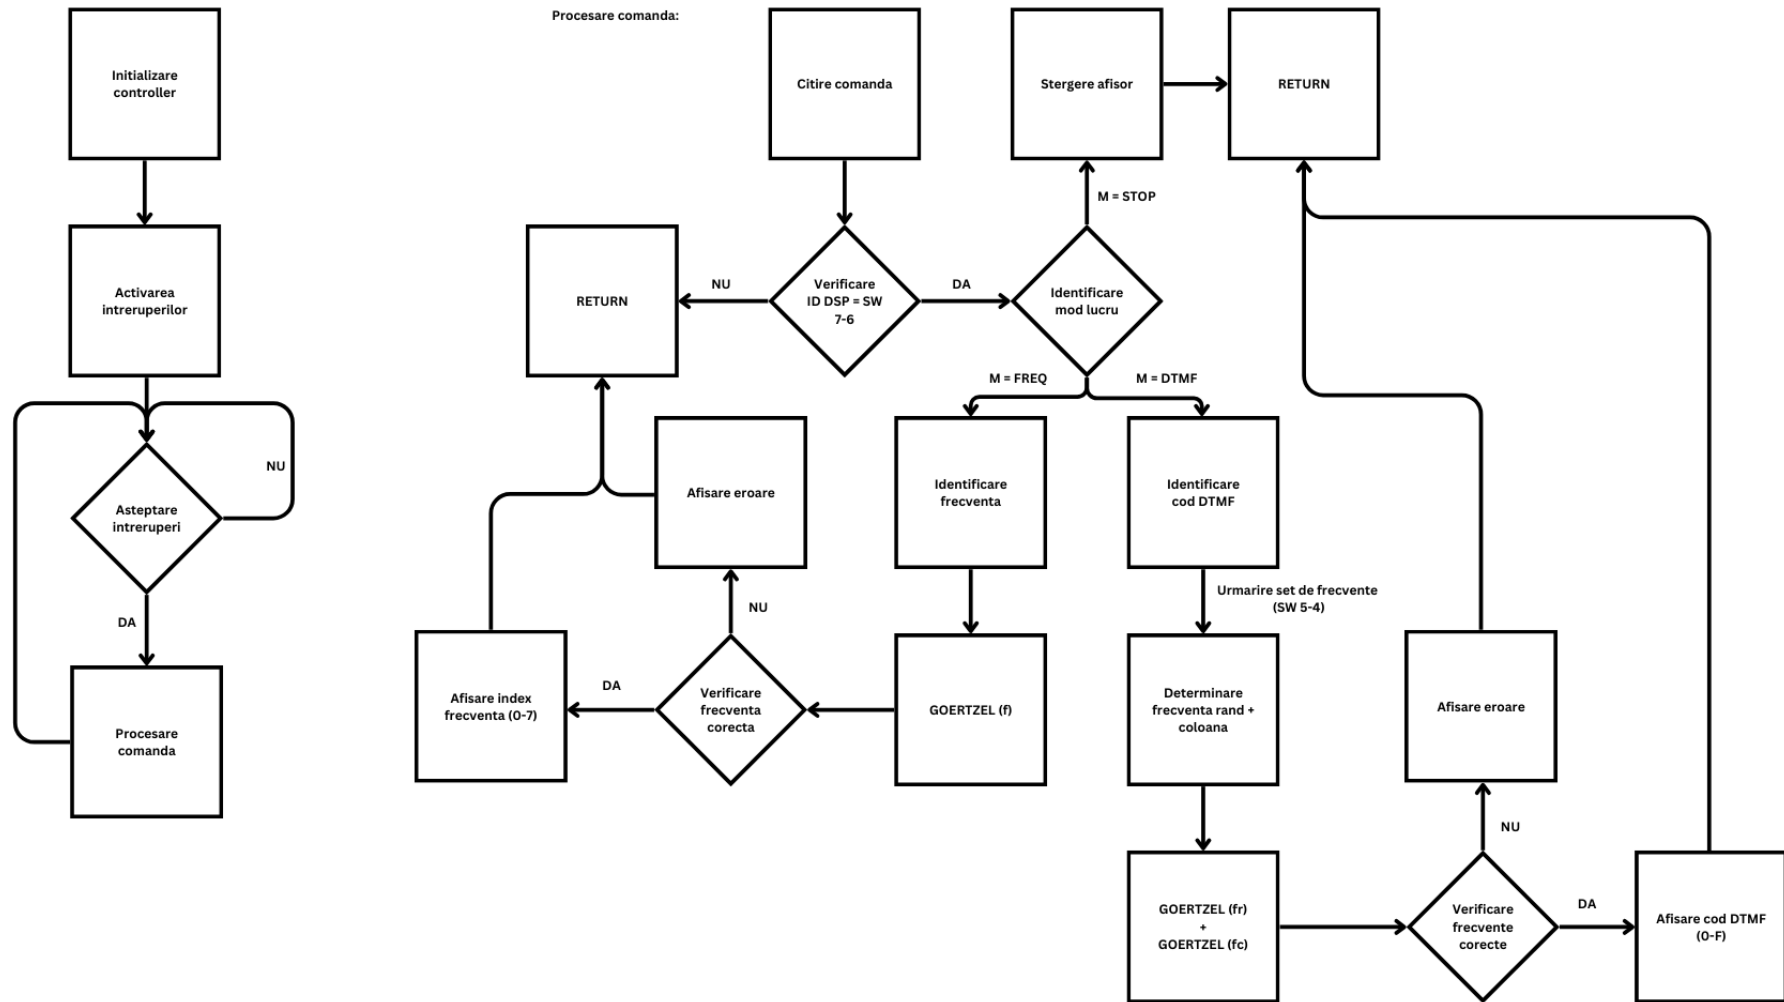 Procesare comanda:
Initializare
controller
Activarea
intreruperilor
Asteptare
intreruperi
NU
DA
Procesare
comanda
Citire comanda
Stergere afisor
RETURN
M = STOP
RETURN
NU
Verificare
ID DSP = SW
7-6
DA
Identificare
mod lucru
M = FREQ
M = DTMF
Afisare eroare
Identificare
frecventa
Identificare
cod DTMF
NU
Urmarire set de frecvente
(SW 5-4)
Afisare index
frecventa (0-7)
DA
Verificare
frecventa
corecta
GOERTZEL (f)
Determinare
frecventa rand +
coloana
Afisare eroare
NU
GOERTZEL (fr)
+
GOERTZEL (fc)
Verificare
frecvente
corecte
DA
Afisare cod DTMF
(0-F)